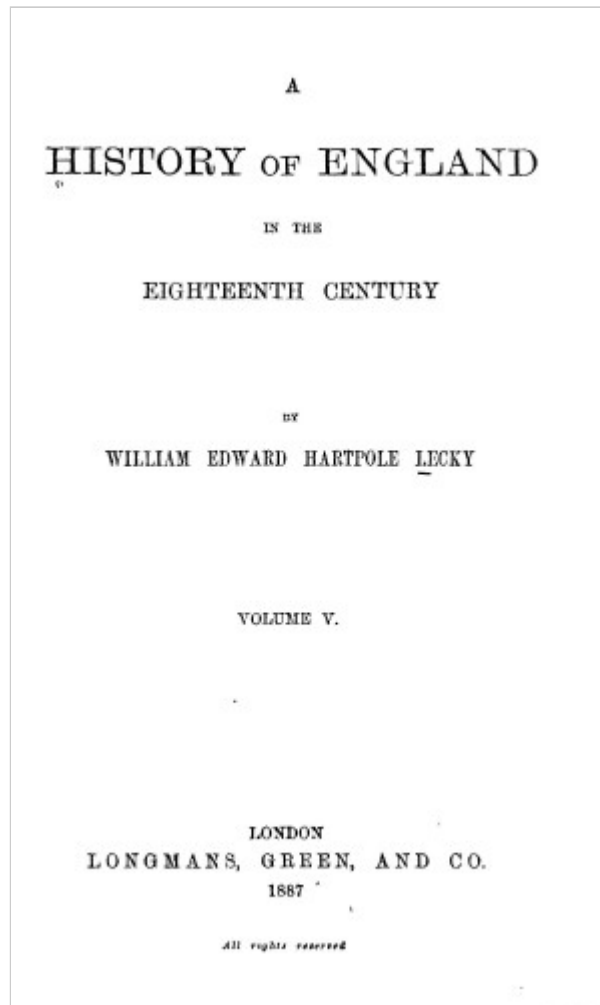 A
HISTORY OF ENGLAND
IN THE
EIGHTEENTH CENTURY
BY
WILLIAM EDWARD HARTPOLE LECKY
VOLUME V.
LONDON
LONGMANS, GREEN, AND CO.
1887
All rights reserved